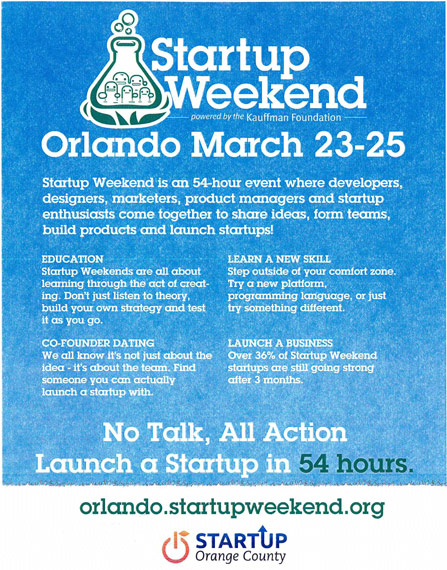 Startup
Weekend
powered by the Kauffman Foundation
Orlando March 23-25
Startup Weekend is an 54-hour event where developers,
designers, marketers, product managers and startup
enthusiasts come together to share ideas, form teams,
build products and launch startups!
EDUCATION
Startup Weekends are all about
learning through the act of creat-
ing. Don't just listen to theory,
build your own strategy and test
it as you go.
LEARN A NEW SKILL
Step outside of your comfort zone.
Try a new platform,
programming language, or just
try something different.
CO-FOUNDER DATING
We all know it's not just about the
idea - it's about the team. Find
someone you can actually
launch a startup with.
LAUNCH A BUSINESS
Over 36% of Startup Weekend
startups are still going strong
after 3 months.
No Talk, All Action
Launch a Startup in 54 hours.
orlando.startupweekend.org
STARTUP
Orange County